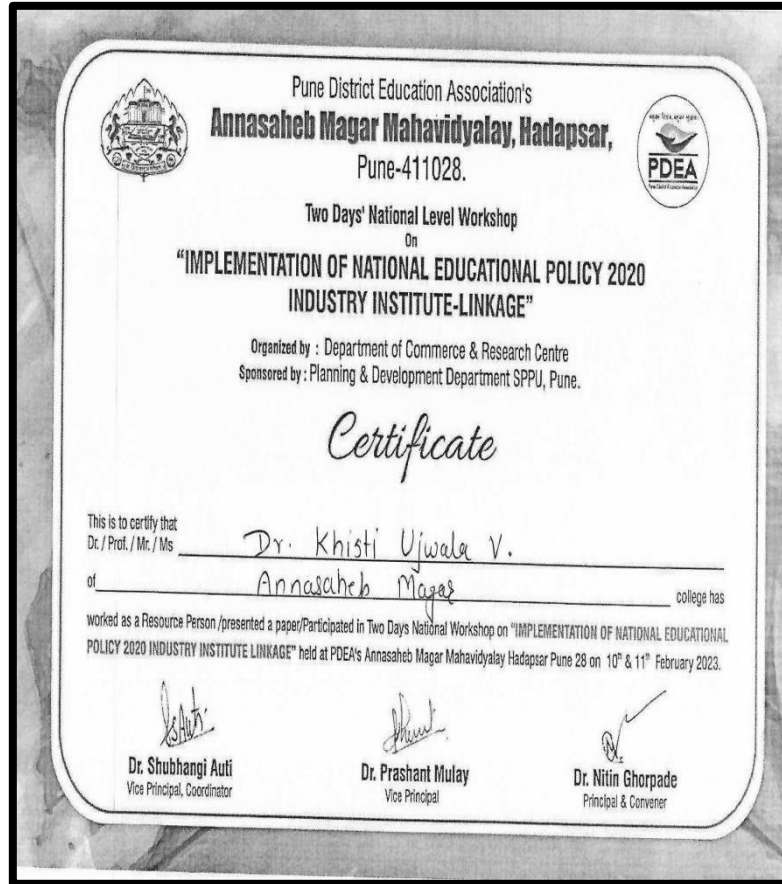 Pune District Education Association's
Annasaheb Magar Mahavidyalay, Hadapsar,
Pune-411028.
PDEA
Two Days' National Level Workshop
On
"IMPLEMENTATION OF NATIONAL EDUCATIONAL POLICY 2020
INDUSTRY INSTITUTE-LINKAGE"
Organized by : Department of Commerce & Research Centre
Sponsored by : Planning & Development Department SPPU, Pune.
Certificate
This is to certify that
Dr. / Prof. / Mr. / Ms Dr. Khisti Ujwala V.
of Annasaheb Magar college has
worked as a Resource Person /presented a paper/Participated in Two Days National Workshop on "IMPLEMENTATION OF NATIONAL EDUCATIONAL
POLICY 2020 INDUSTRY INSTITUTE LINKAGE" held at PDEA's Annasaheb Magar Mahavidyalay Hadapsar Pune 28 on 10th & 11th February 2023.
Dr. Shubhangi Auti
Vice Principal, Coordinator
Dr. Prashant Mulay
Vice Principal
Dr. Nitin Ghorpade
Principal & Convener